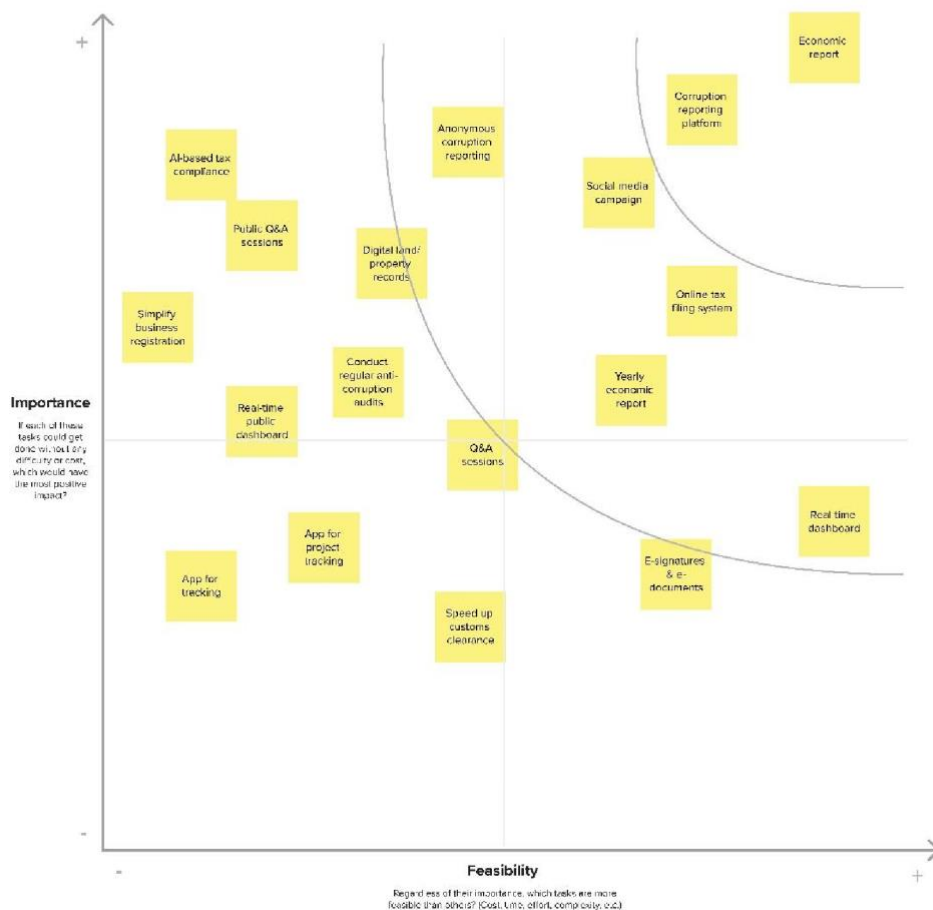 +
Economic
report
Corruption
reporting
platform
Anonymous
corruption
reporting
AI-based tax
compliance
Social media
campaign
Public Q&A
sessions
Digital land/
property
records
Online tax
filing system
Simplify
business
registration
Conduct
regular anti-
corruption
audits
Yearly
economic
report
Real-time
public
dashboard
Importance
If each of these
tasks could get
done without any
difficulty or cost,
which would have
the most positive
impact?
Q&A
sessions
Real time
dashboard
App for
project
tracking
E-signatures
& e-
documents
App for
tracking
Speed up
customs
clearance
-
-
Feasibility
+
Regardless of their importance, which tasks are more
feasible than others? (Cost, time, effort, complexity, etc.)